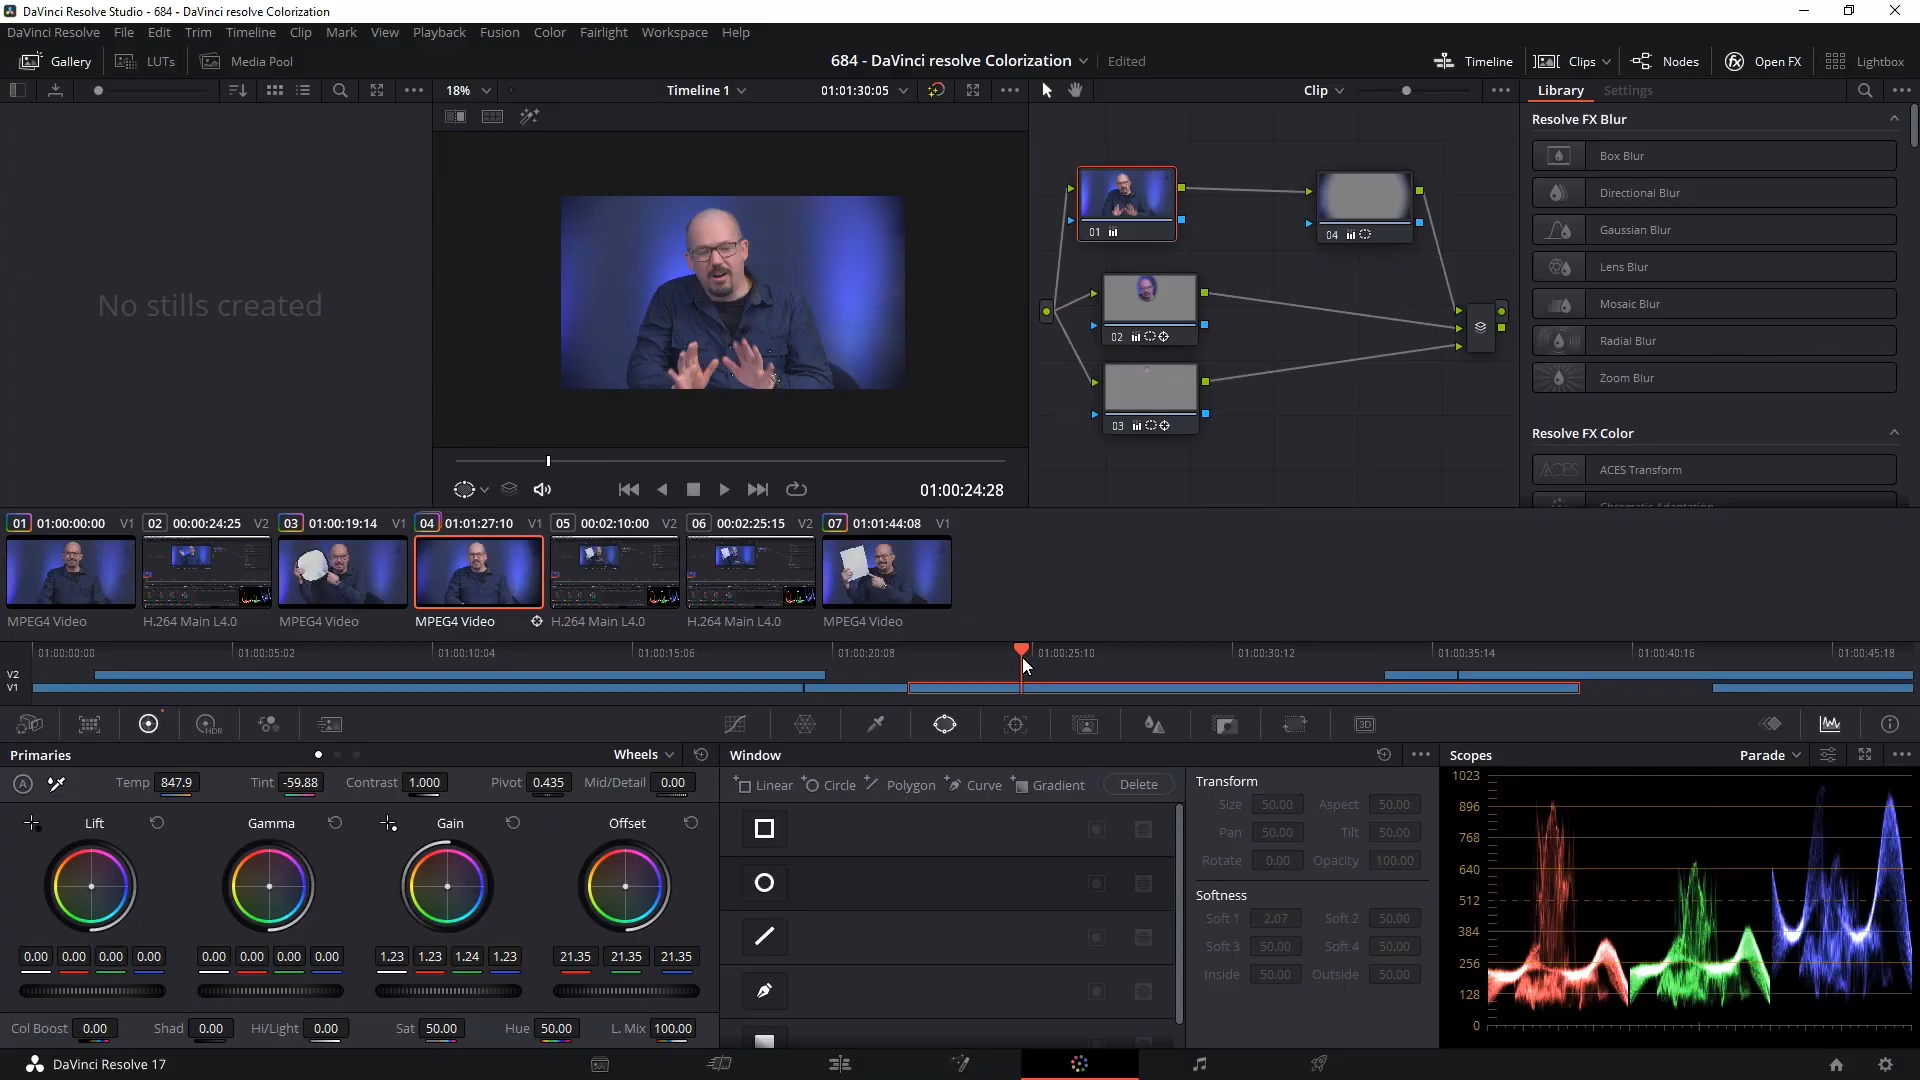 DaVinci Resolve Studio - 684 - DaVinci resolve Colorization
DaVinci Resolve File Edit Trim Timeline Clip Mark View Playback Fusion Color Fairlight Workspace Help
Gallery LUTs Media Pool 684 - DaVinci resolve Colorization Edited Timeline Clips Nodes Open FX Lightbox
18% Timeline 1 01:01:30:05 Clip Library Settings
Resolve FX Blur
Box Blur
Directional Blur
Gaussian Blur
Lens Blur
Mosaic Blur
Radial Blur
Zoom Blur
Resolve FX Color
ACES ACES Transform
No stills created
01
04
02
03
01:00:24:28
01 01:00:00:00 V1 02 00:00:24:25 V2 03 01:00:19:14 V1 04 01:01:27:10 V1 05 00:02:10:00 V2 06 00:02:25:15 V2 07 01:01:44:08 V1
MPEG4 Video H.264 Main L4.0 MPEG4 Video MPEG4 Video H.264 Main L4.0 H.264 Main L4.0 MPEG4 Video
01:00:00:00 01:00:05:02 01:00:10:04 01:00:15:06 01:00:20:08 01:00:25:10 01:00:30:12 01:00:35:14 01:00:40:16 01:00:45:18
V2
V1
HDR 3D
Primaries Wheels Window Scopes Parade
A Temp 847.9 Tint -59.88 Contrast 1.000 Pivot 0.435 Mid/Detail 0.00
Linear Circle Polygon Curve Gradient Delete
Lift Gamma Gain Offset
0.00 0.00 0.00 0.00 0.00 0.00 0.00 0.00 1.23 1.23 1.24 1.23 21.35 21.35 21.35
Col Boost 0.00 Shad 0.00 Hi/Light 0.00 Sat 50.00 Hue 50.00 L. Mix 100.00
Transform
Size 50.00 Aspect 50.00
Pan 50.00 Tilt 50.00
Rotate 0.00 Opacity 100.00
Softness
Soft 1 2.07 Soft 2 50.00
Soft 3 50.00 Soft 4 50.00
Inside 50.00 Outside 50.00
1023
896
768
640
512
384
256
128
0
DaVinci Resolve 17